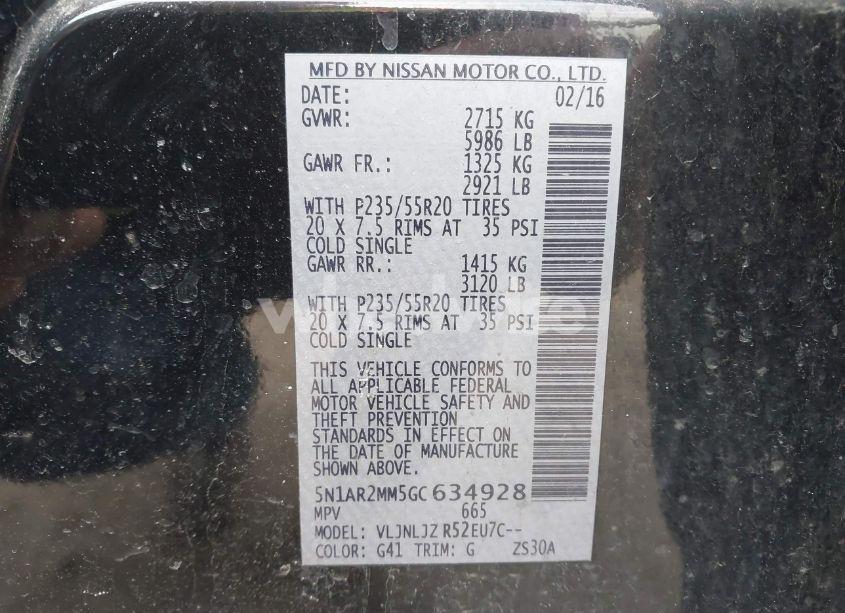 MFD BY NISSAN MOTOR CO., LTD.
DATE: 02/16
GVWR: 2715 KG
5986 LB
GAWR FR.: 1325 KG
2921 LB
WITH P235/55R20 TIRES
20 X 7.5 RIMS AT 35 PSI
COLD SINGLE
GAWR RR.: 1415 KG
3120 LB
WITH P235/55R20 TIRES
20 X 7.5 RIMS AT 35 PSI
COLD SINGLE
THIS VEHICLE CONFORMS TO
ALL APPLICABLE FEDERAL
MOTOR VEHICLE SAFETY AND
THEFT PREVENTION
STANDARDS IN EFFECT ON
THE DATE OF MANUFACTURE
SHOWN ABOVE.
5N1AR2MM5GC634928
MPV 665
MODEL: VLJNLJZ R52EU7C--
COLOR: G41 TRIM: G ZS30A